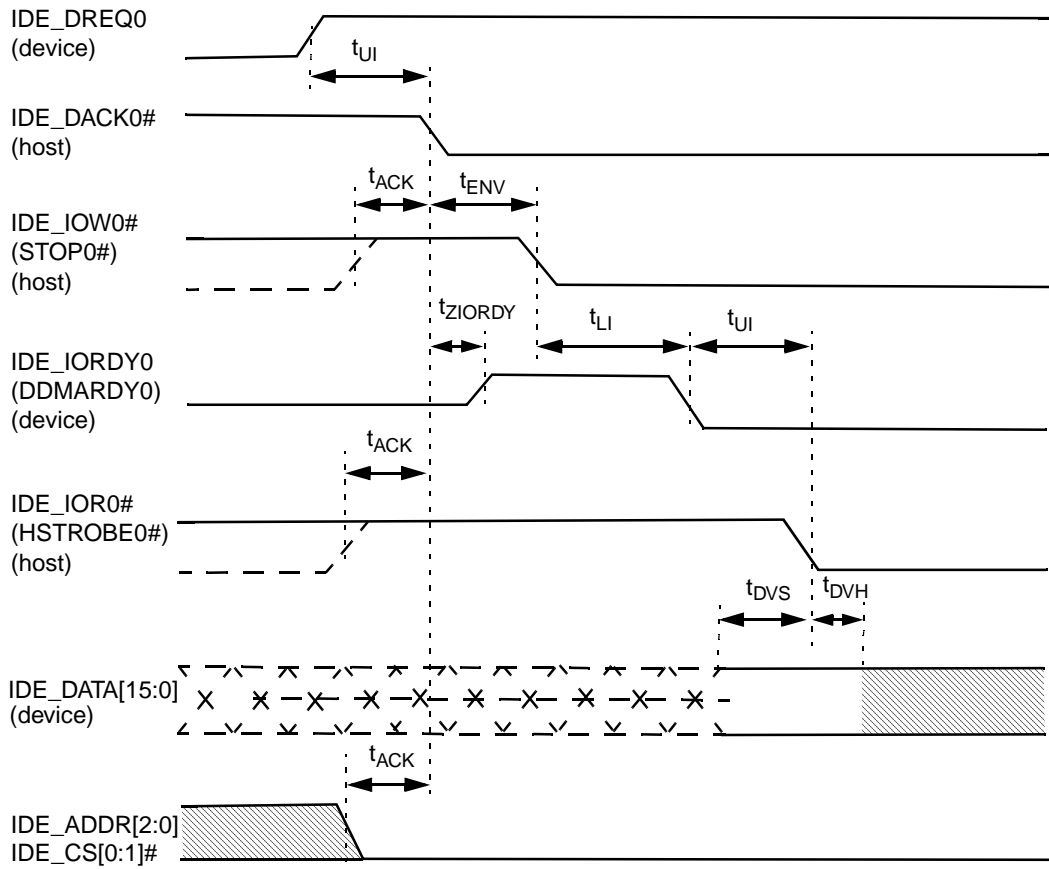 IDE_DREQ0
(device)
tUI
IDE_DACK0#
(host)
tACK
tENV
IDE_IOW0#
(STOP0#)
(host)
tZIORDY
tLI
tUI
IDE_IORDY0
(DDMARDY0)
(device)
tACK
IDE_IOR0#
(HSTROBE0#)
(host)
tDVS
tDVH
IDE_DATA[15:0]
(device)
tACK
IDE_ADDR[2:0]
IDE_CS[0:1]#